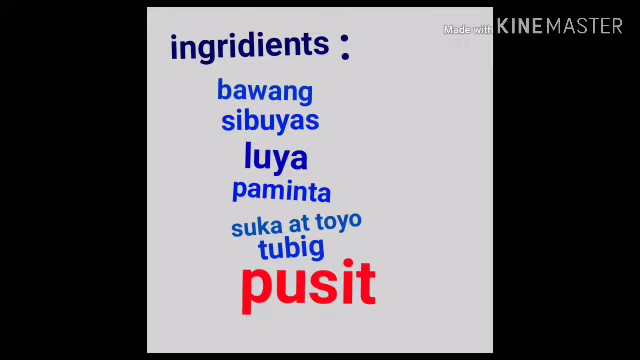 Made with KINEMASTER
ingridients :
bawang
sibuyas
luya
paminta
suka at toyo
tubig
pusit